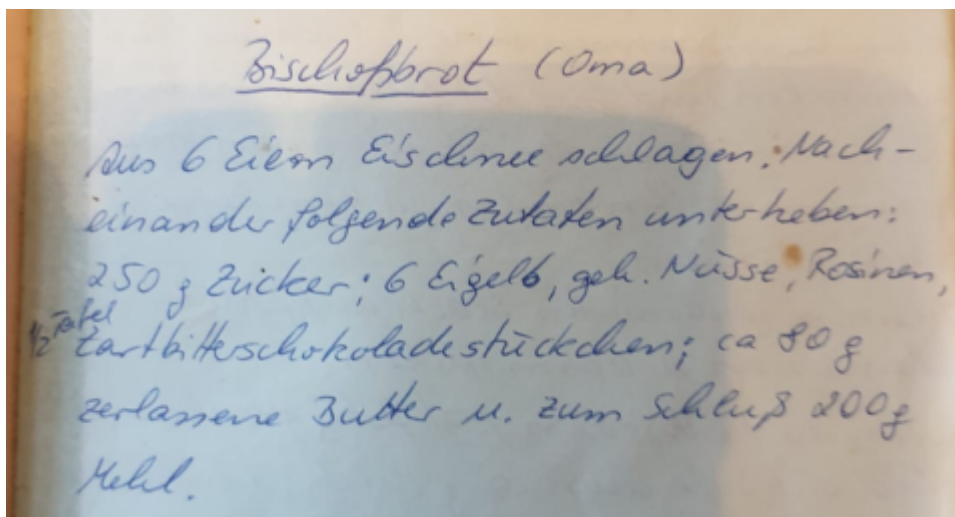 Bischofsbrot (Oma)
Aus 6 Eiern Eischnee schlagen. Nach-
einander folgende Zutaten unterheben:
250 g Zucker; 6 Eigelb, geh. Nüsse, Rosinen,
1/2 Tafel Zartbitterschokoladestückchen; ca 80 g
zerlassene Butter u. zum Schluß 200 g
Mehl.